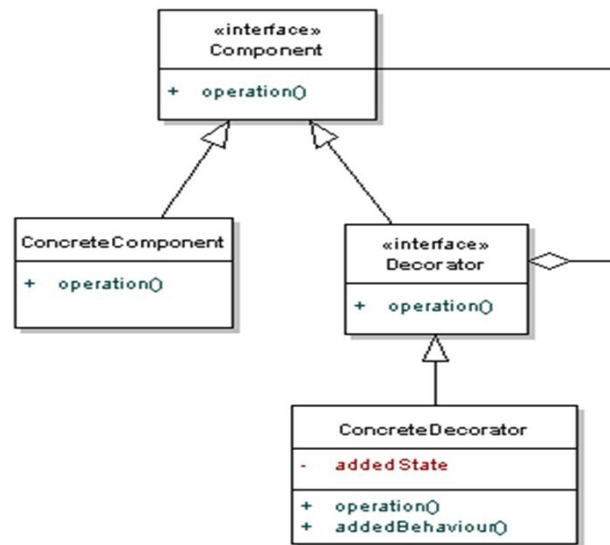 «interface»
Component
+ operation()
ConcreteComponent
+ operation()
«interface»
Decorator
+ operation()
ConcreteDecorator
- addedState
+ operation()
+ addedBehaviour()